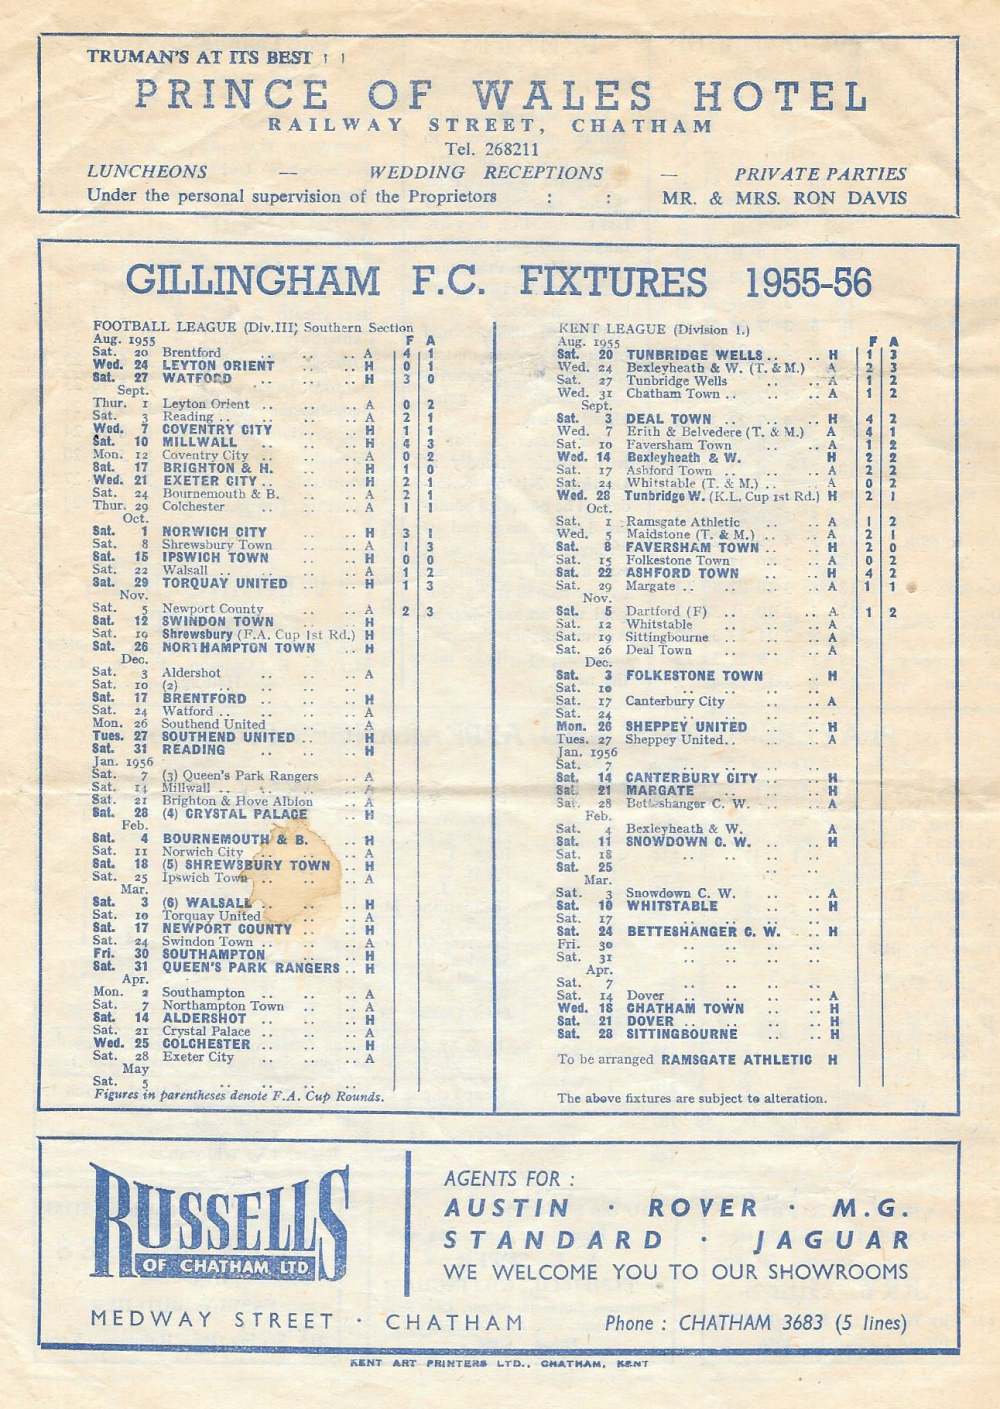 TRUMAN'S AT ITS BEST ! !
PRINCE OF WALES HOTEL
RAILWAY STREET, CHATHAM
Tel. 268211
LUNCHEONS — WEDDING RECEPTIONS — PRIVATE PARTIES
Under the personal supervision of the Proprietors : : MR. & MRS. RON DAVIS
GILLINGHAM F.C. FIXTURES 1955-56
FOOTBALL LEAGUE (Div.III, Southern Section
Aug. 1955 F A
Sat. 20 Brentford .. .. A 4 1
Wed. 24 LEYTON ORIENT .. .. H 0 1
Sat. 27 WATFORD .. .. H 3 0
Sept.
Thur. 1 Leyton Orient .. .. A 0 2
Sat. 3 Reading .. .. .. A 2 1
Wed. 7 COVENTRY CITY .. .. H 1 1
Sat. 10 MILLWALL .. .. H 4 3
Mon. 12 Coventry City .. .. A 0 2
Sat. 17 BRIGHTON & H. .. .. H 1 0
Wed. 21 EXETER CITY .. .. .. H 2 1
Sat. 24 Bournemouth & B. .. .. A 2 1
Thur. 29 Colchester .. .. A 1 1
Oct.
Sat. 1 NORWICH CITY .. .. H 3 1
Sat. 8 Shrewsbury Town .. .. A 1 3
Sat. 15 IPSWICH TOWN .. .. H 0 0
Sat. 22 Walsall .. .. .. A 1 2
Sat. 29 TORQUAY UNITED .. .. H 1 3
Nov.
Sat. 5 Newport County .. .. A 2 3
Sat. 12 SWINDON TOWN .. .. H
Sat. 19 Shrewsbury (F.A. Cup 1st Rd.) H
Sat. 26 NORTHAMPTON TOWN .. H
Dec.
Sat. 3 Aldershot .. .. A
Sat. 10 (2) .. .. ..
Sat. 17 BRENTFORD .. .. H
Sat. 24 Watford .. .. .. A
Mon. 26 Southend United .. .. A
Tues. 27 SOUTHEND UNITED .. .. H
Sat. 31 READING .. .. H
Jan. 1956
Sat. 7 (3) Queen's Park Rangers .. A
Sat. 14 Millwall .. .. .. A
Sat. 21 Brighton & Hove Albion .. A
Sat. 28 (4) CRYSTAL PALACE .. H
Feb.
Sat. 4 BOURNEMOUTH & B. .. H
Sat. 11 Norwich City .. .. A
Sat. 18 (5) SHREWSBURY TOWN .. H
Sat. 25 Ipswich Town .. .. A
Mar.
Sat. 3 (6) WALSALL .. .. H
Sat. 10 Torquay United .. .. A
Sat. 17 NEWPORT COUNTY .. .. H
Sat. 24 Swindon Town .. .. A
Fri. 30 SOUTHAMPTON .. .. H
Sat. 31 QUEEN'S PARK RANGERS .. H
Apr.
Mon. 2 Southampton .. .. A
Sat. 7 Northampton Town .. .. A
Sat. 14 ALDERSHOT .. .. H
Sat. 21 Crystal Palace .. .. A
Wed. 25 COLCHESTER .. .. H
Sat. 28 Exeter City .. .. A
May
Sat. 5 .. .. .. ..
Figures in parentheses denote F.A. Cup Rounds.
KENT LEAGUE (Division 1.)
Aug. 1955 F A
Sat. 20 TUNBRIDGE WELLS .. .. H 1 3
Wed. 24 Bexleyheath & W. (T. & M.) A 2 3
Sat. 27 Tunbridge Wells .. .. A 1 2
Wed. 31 Chatham Town .. .. .. A 1 2
Sept.
Sat. 3 DEAL TOWN .. .. H 4 2
Wed. 7 Erith & Belvedere (T. & M.) A 4 1
Sat. 10 Faversham Town .. .. A 1 2
Wed. 14 Bexleyheath & W. H 2 2
Sat. 17 Ashford Town .. .. .. A 2 2
Sat. 24 Whitstable (T. & M.) .. .. A 0 2
Wed. 28 Tunbridge W. (K.L. Cup 1st Rd.) H 2 1
Oct.
Sat. 1 Ramsgate Athletic .. .. A 1 2
Wed. 5 Maidstone (T. & M.) .. .. A 2 1
Sat. 8 FAVERSHAM TOWN .. .. H 2 0
Sat. 15 Folkestone Town .. .. A 0 2
Sat. 22 ASHFORD TOWN .. .. H 4 2
Sat. 29 Margate .. .. .. A 1 1
Nov.
Sat. 5 Dartford (F) .. .. .. A 1 2
Sat. 12 Whitstable .. .. A
Sat. 19 Sittingbourne .. .. A
Sat. 26 Deal Town .. .. A
Dec.
Sat. 3 FOLKESTONE TOWN .. H
Sat. 10 .. .. ..
Sat. 17 Canterbury City .. .. A
Sat. 24 .. .. ..
Mon. 26 SHEPPEY UNITED .. .. H
Tues. 27 Sheppey United .. .. A
Jan. 1956
Sat. 7 .. .. ..
Sat. 14 CANTERBURY CITY .. .. H
Sat. 21 MARGATE .. .. .. H
Sat. 28 Betteshanger C. W. .. .. A
Feb.
Sat. 4 Bexleyheath & W. A
Sat. 11 SNOWDOWN C. W. .. .. H
Sat. 18 .. .. ..
Sat. 25
Mar.
Sat. 3 Snowdown C. W. .. A
Sat. 10 WHITSTABLE .. .. H
Sat. 17 .. .. ..
Sat. 24 BETTESHANGER C. W. .. H
Fri. 30 .. .. ..
Sat. 31 .. .. ..
Apr.
Sat. 7 .. .. ..
Sat. 14 Dover .. .. .. A
Wed. 18 CHATHAM TOWN .. .. H
Sat. 21 DOVER .. .. .. H
Sat. 28 SITTINGBOURNE .. .. H
To be arranged RAMSGATE ATHLETIC H
The above fixtures are subject to alteration.
RUSSELLS
OF CHATHAM LTD
MEDWAY STREET · CHATHAM
AGENTS FOR :
AUSTIN · ROVER · M.G.
STANDARD · JAGUAR
WE WELCOME YOU TO OUR SHOWROOMS
Phone : CHATHAM 3683 (5 lines)
KENT ART PRINTERS LTD., CHATHAM, KENT